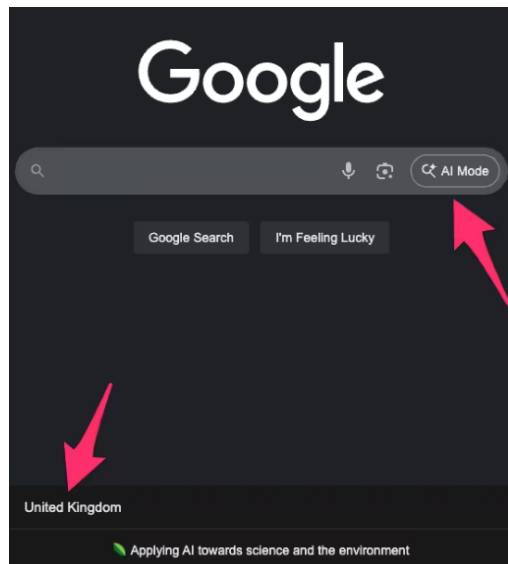 Google
AI Mode
Google Search I'm Feeling Lucky
United Kingdom
Applying AI towards science and the environment